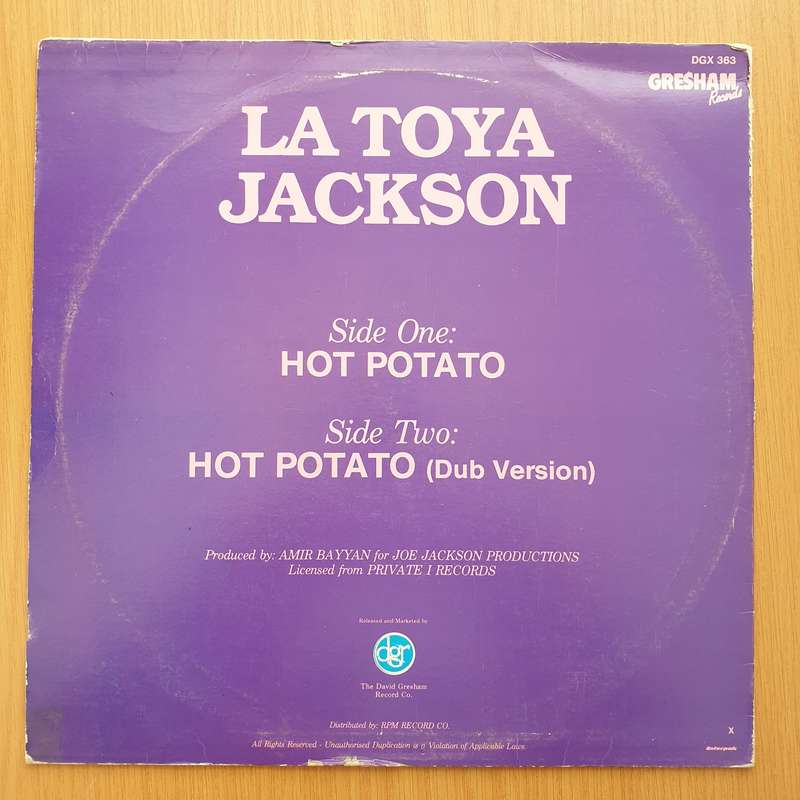 DGX 363
GRESHAM
Records
LA TOYA
JACKSON
Side One:
HOT POTATO
Side Two:
HOT POTATO (Dub Version)
Produced by: AMIR BAYYAN for JOE JACKSON PRODUCTIONS
Licensed from PRIVATE I RECORDS
Released and Marketed by
dgr
The David Gresham
Record Co.
Distributed by: RPM RECORD CO.
All Rights Reserved - Unauthorised Duplication is a Violation of Applicable Laws
X